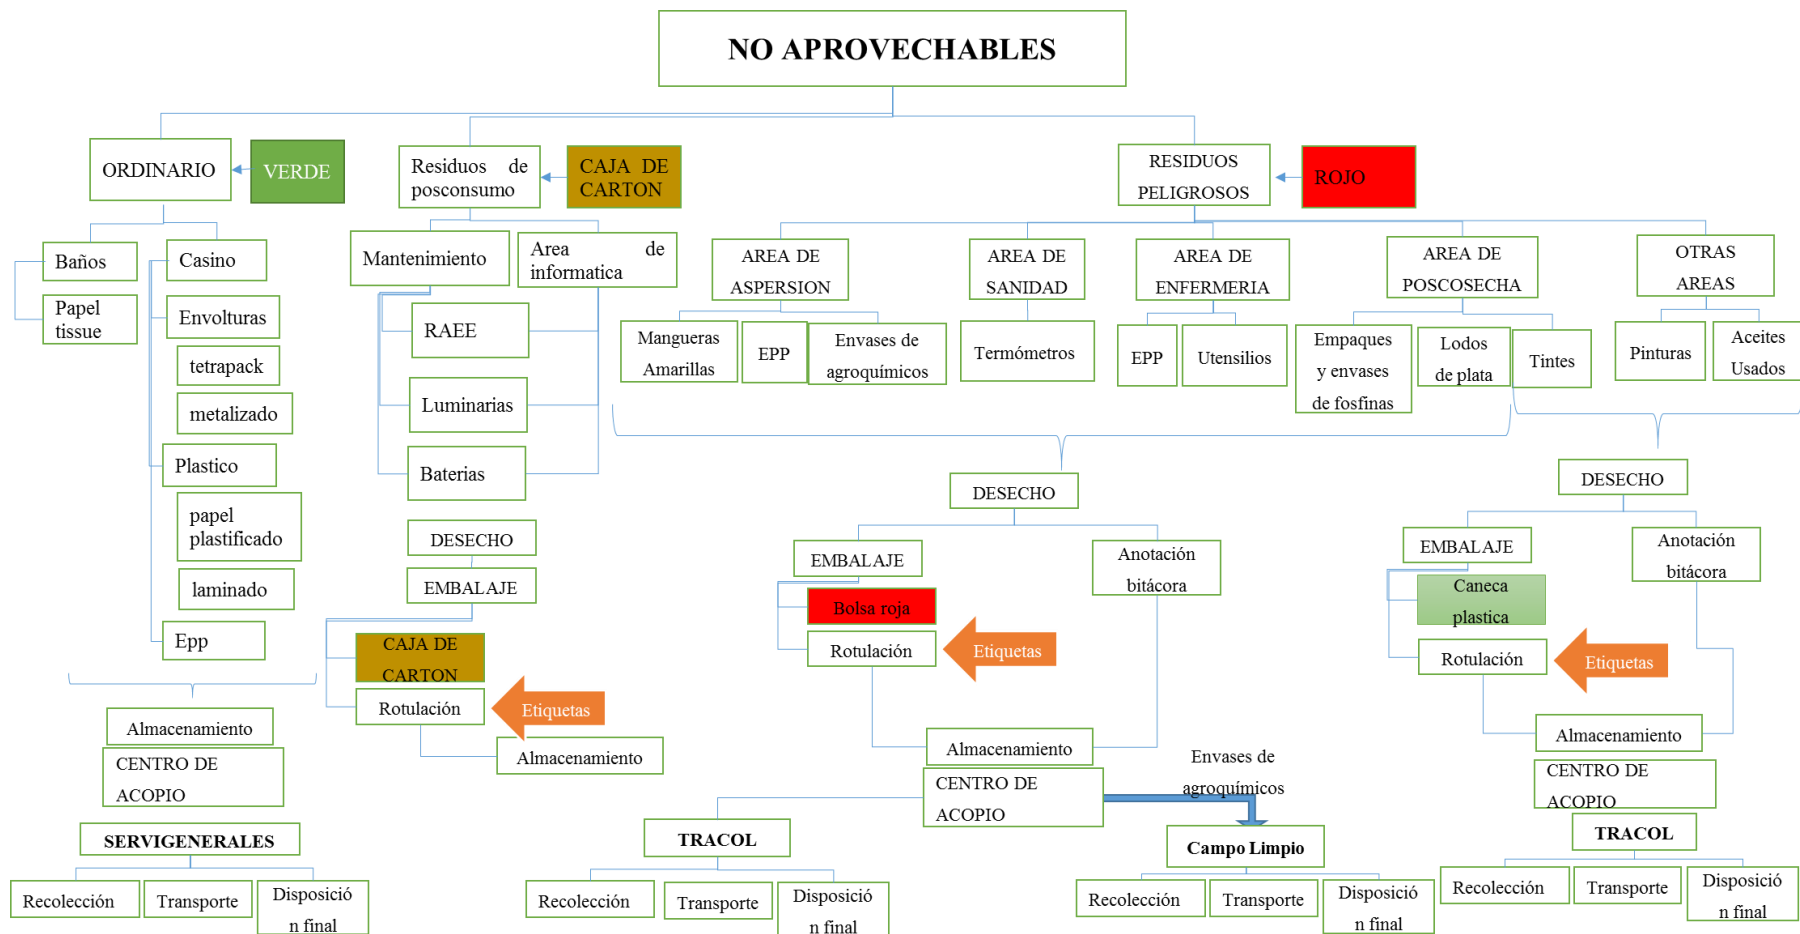 NO APROVECHABLES
ORDINARIO
VERDE
Residuos de
posconsumo
CAJA DE
CARTON
RESIDUOS
PELIGROSOS
ROJO
Baños
Casino
Papel
tissue
Envolturas
tetrapack
metalizado
Plastico
papel
plastificado
laminado
Epp
Almacenamiento
CENTRO DE
ACOPIO
SERVIGENERALES
Recolección
Transporte
Disposició
n final
Mantenimiento
Area de
informatica
RAEE
Luminarias
Baterias
DESECHO
EMBALAJE
CAJA DE
CARTON
Rotulación
Etiquetas
Almacenamiento
AREA DE
ASPERSION
AREA DE
SANIDAD
AREA DE
ENFERMERIA
AREA DE
POSCOSECHA
OTRAS
AREAS
Mangueras
Amarillas
EPP
Envases de
agroquímicos
Termómetros
EPP
Utensilios
Empaques
y envases
de fosfinas
Lodos
de plata
Tintes
Pinturas
Aceites
Usados
DESECHO
EMBALAJE
Anotación
bitácora
Bolsa roja
Rotulación
Etiquetas
Almacenamiento
CENTRO DE
ACOPIO
Envases de
agroquímicos
TRACOL
Recolección
Transporte
Disposició
n final
Campo Limpio
Recolección
Transporte
Disposició
n final
DESECHO
EMBALAJE
Anotación
bitácora
Caneca
plastica
Rotulación
Etiquetas
Almacenamiento
CENTRO DE
ACOPIO
TRACOL
Recolección
Transporte
Disposició
n final